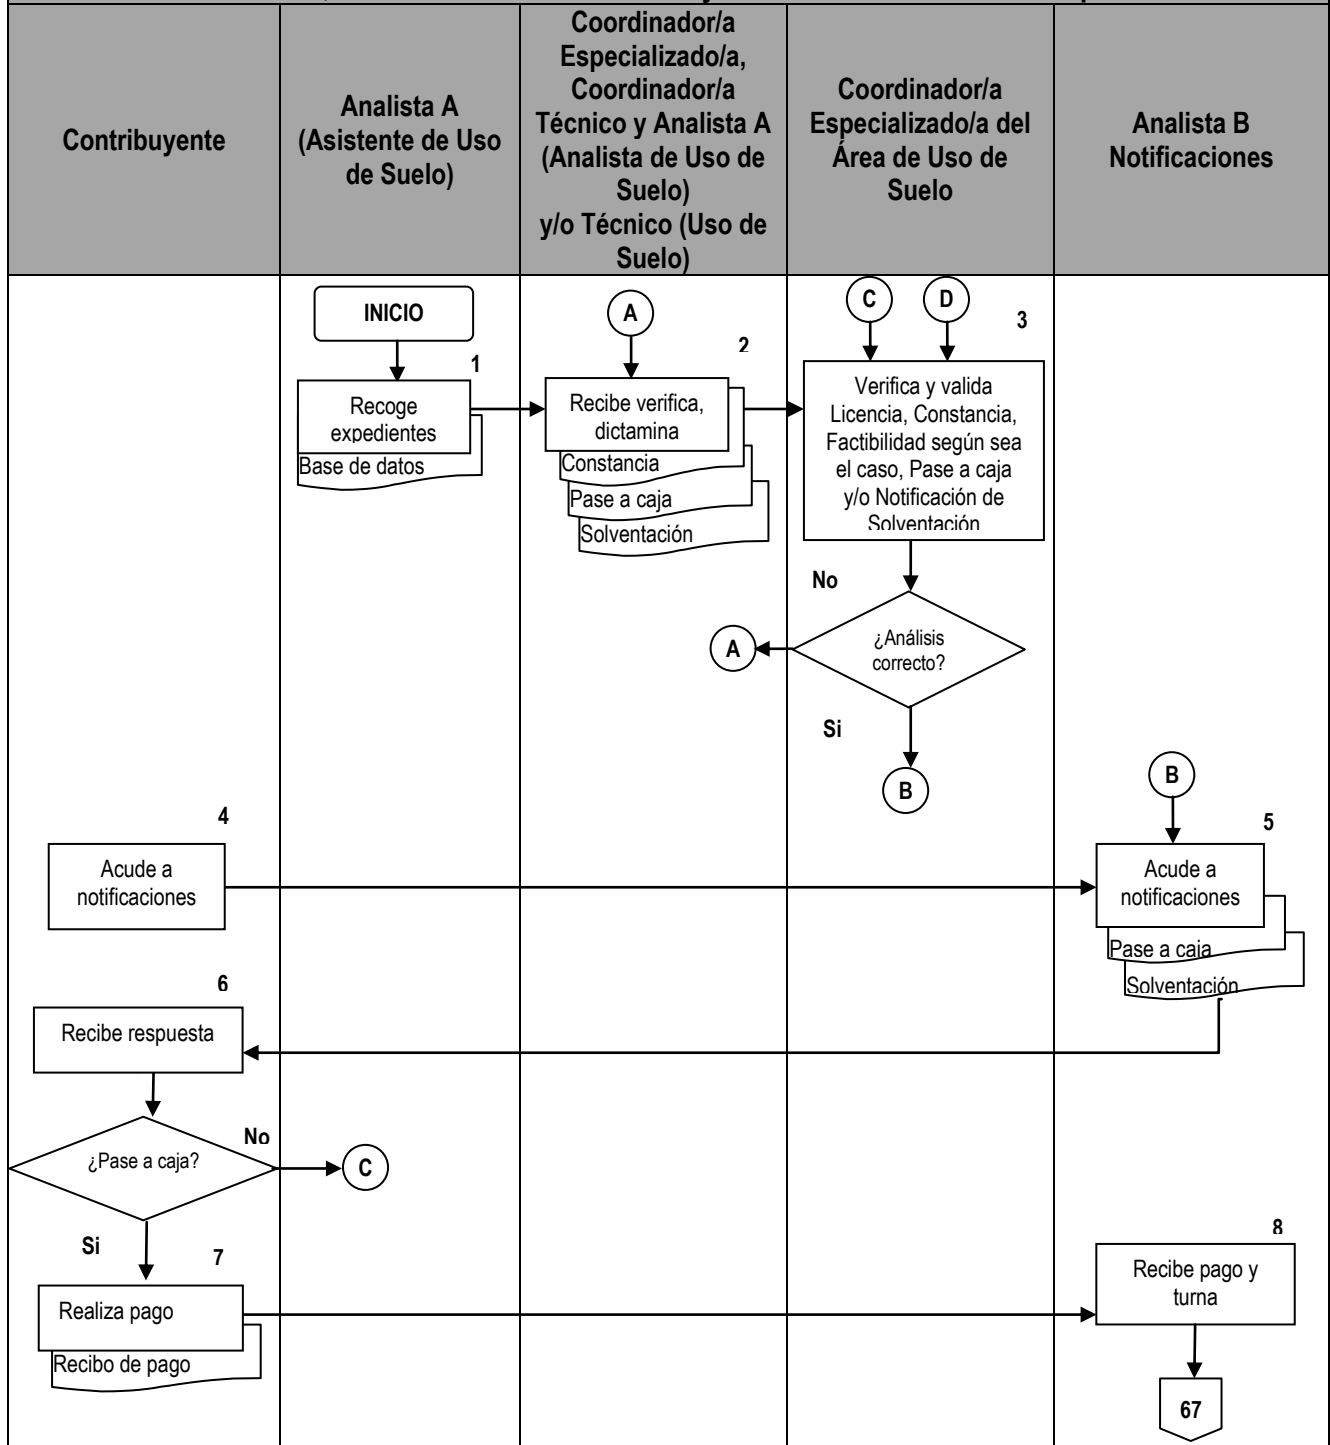 Contribuyente
Analista A
(Asistente de Uso
de Suelo)
Coordinador/a
Especializado/a,
Coordinador/a
Técnico y Analista A
(Analista de Uso de
Suelo)
y/o Técnico (Uso de
Suelo)
Coordinador/a
Especializado/a del
Área de Uso de
Suelo
Analista B
Notificaciones
INICIO
A
C
D
3
1
2
Recoge
expedientes
Base de datos
Recibe verifica,
dictamina
Constancia
Pase a caja
Solventación
Verifica y valida
Licencia, Constancia,
Factibilidad según sea
el caso, Pase a caja
y/o Notificación de
Solventación
No
¿Análisis
correcto?
A
Si
B
B
4
5
Acude a
notificaciones
Acude a
notificaciones
Pase a caja
Solventación
6
Recibe respuesta
No
¿Pase a caja?
C
Si
7
8
Realiza pago
Recibo de pago
Recibe pago y
turna
67